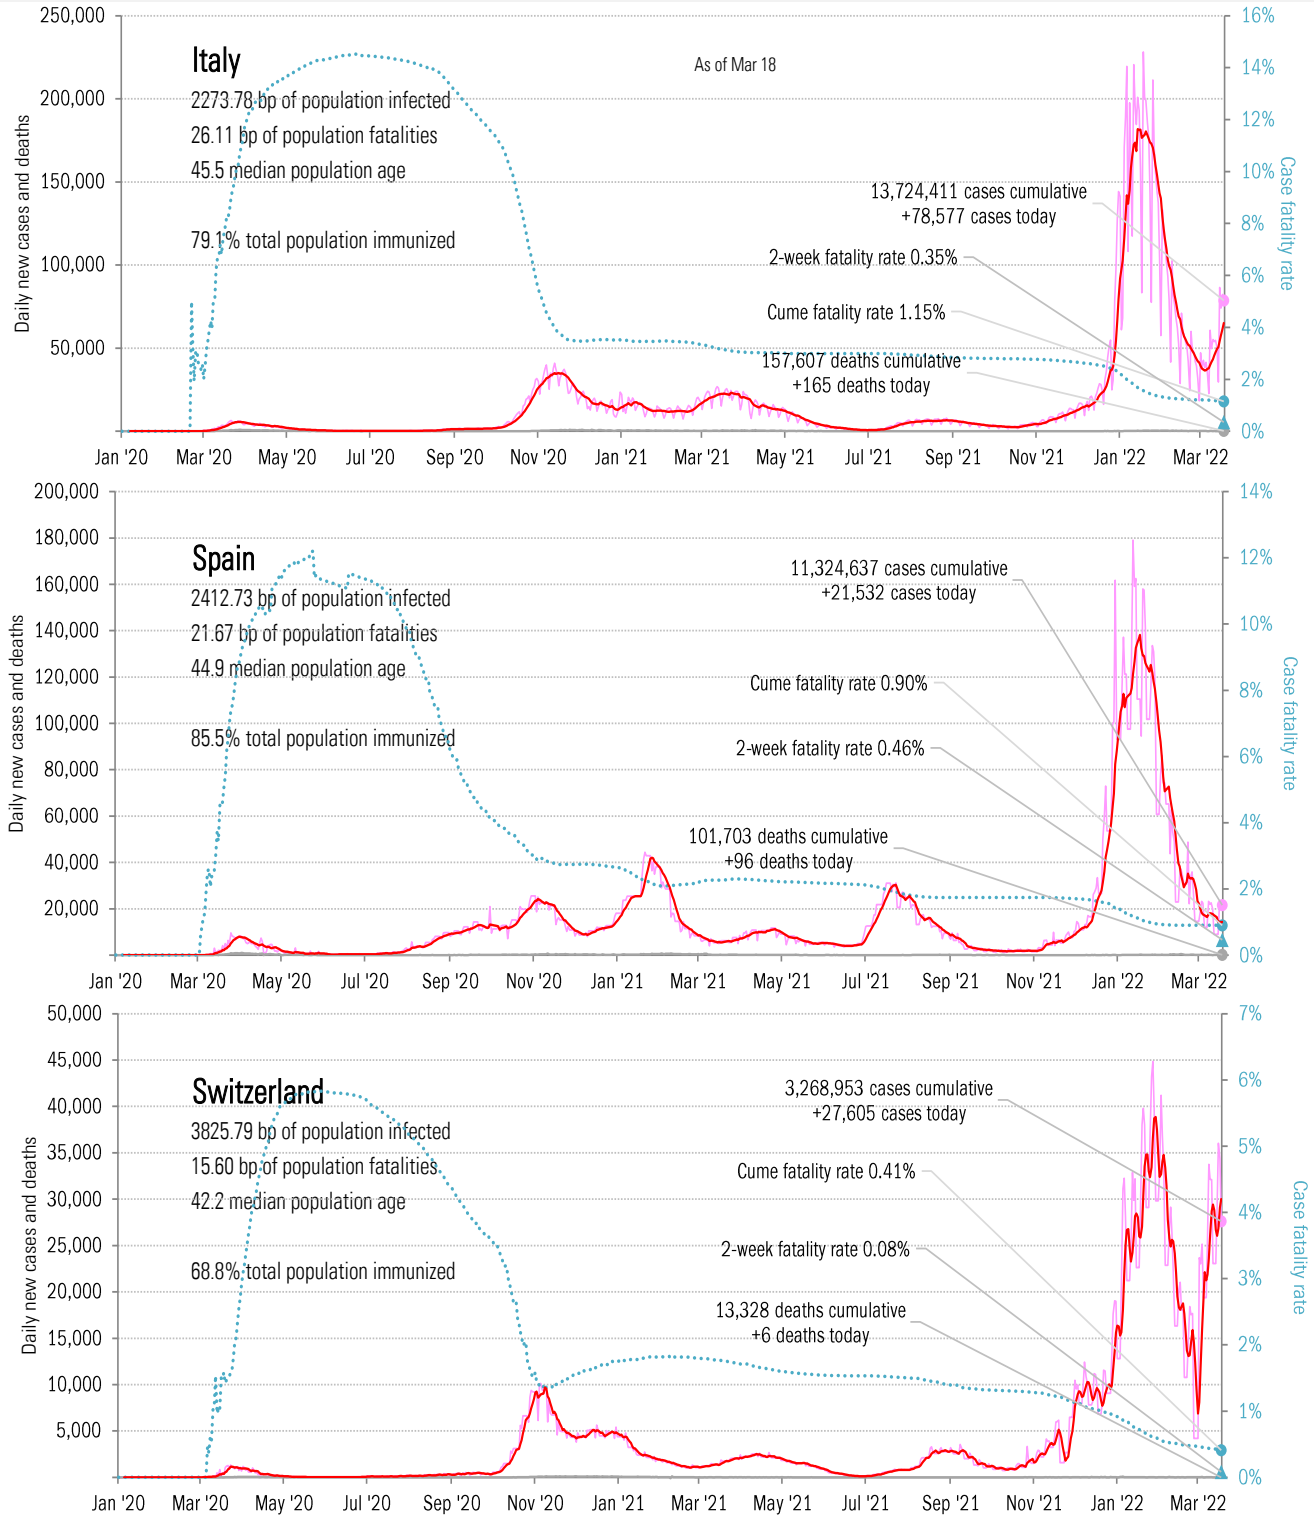 250,000
200,000
150,000
100,000
50,000
Daily new cases and deaths
16%
14%
12%
10%
8%
6%
4%
2%
0%
Case fatality rate
Italy
2273.78 bp of population infected
26.11 bp of population fatalities
45.5 median population age
79.1% total population immunized
As of Mar 18
13,724,411 cases cumulative
+78,577 cases today
2-week fatality rate 0.35%
Cume fatality rate 1.15%
157,607 deaths cumulative
+165 deaths today
Jan '20 Mar '20 May '20 Jul '20 Sep '20 Nov '20 Jan '21 Mar '21 May '21 Jul '21 Sep '21 Nov '21 Jan '22 Mar '22
200,000
180,000
160,000
140,000
120,000
100,000
80,000
60,000
40,000
20,000
Daily new cases and deaths
14%
12%
10%
8%
6%
4%
2%
0%
Case fatality rate
Spain
2412.73 bp of population infected
21.67 bp of population fatalities
44.9 median population age
85.5% total population immunized
11,324,637 cases cumulative
+21,532 cases today
Cume fatality rate 0.90%
2-week fatality rate 0.46%
101,703 deaths cumulative
+96 deaths today
Jan '20 Mar '20 May '20 Jul '20 Sep '20 Nov '20 Jan '21 Mar '21 May '21 Jul '21 Sep '21 Nov '21 Jan '22 Mar '22
50,000
45,000
40,000
35,000
30,000
25,000
20,000
15,000
10,000
5,000
Daily new cases and deaths
7%
6%
5%
4%
3%
2%
1%
0%
Case fatality rate
Switzerland
3825.79 bp of population infected
15.60 bp of population fatalities
42.2 median population age
68.8% total population immunized
3,268,953 cases cumulative
+27,605 cases today
Cume fatality rate 0.41%
2-week fatality rate 0.08%
13,328 deaths cumulative
+6 deaths today
Jan '20 Mar '20 May '20 Jul '20 Sep '20 Nov '20 Jan '21 Mar '21 May '21 Jul '21 Sep '21 Nov '21 Jan '22 Mar '22